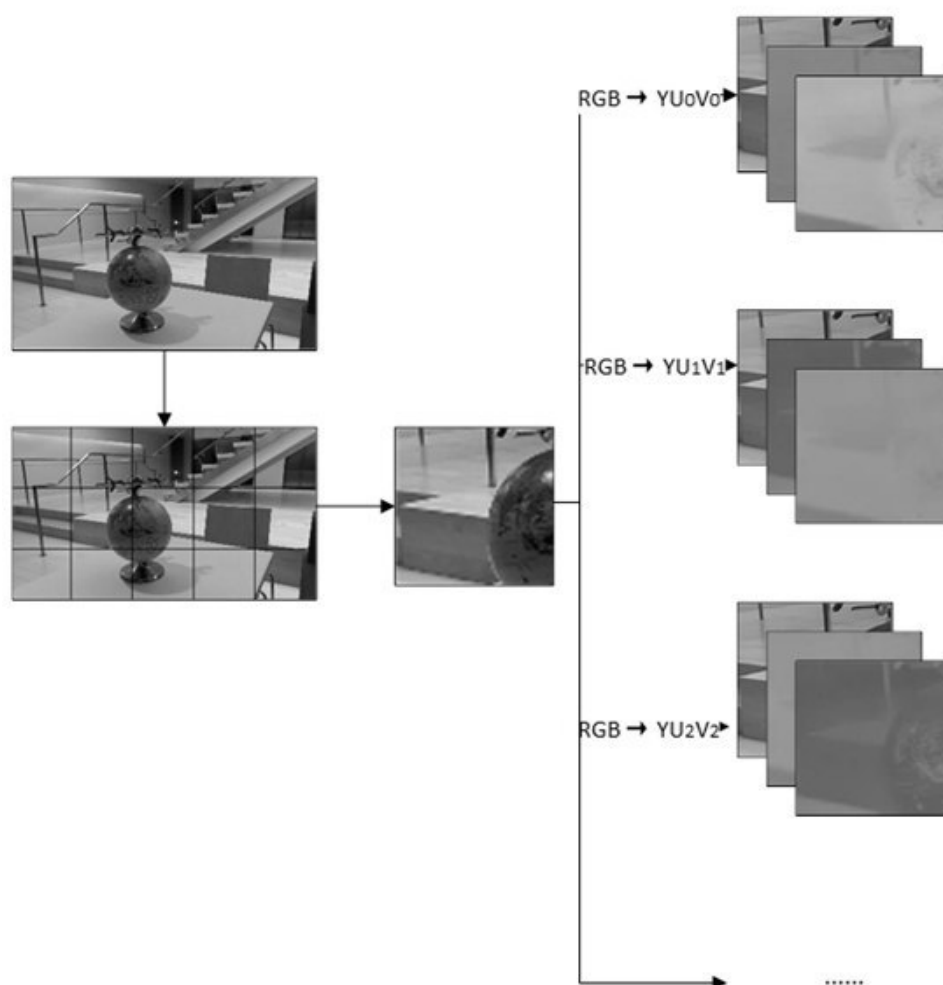 RGB → YU₀V₀
RGB → YU₁V₁
RGB → YU₂V₂
......